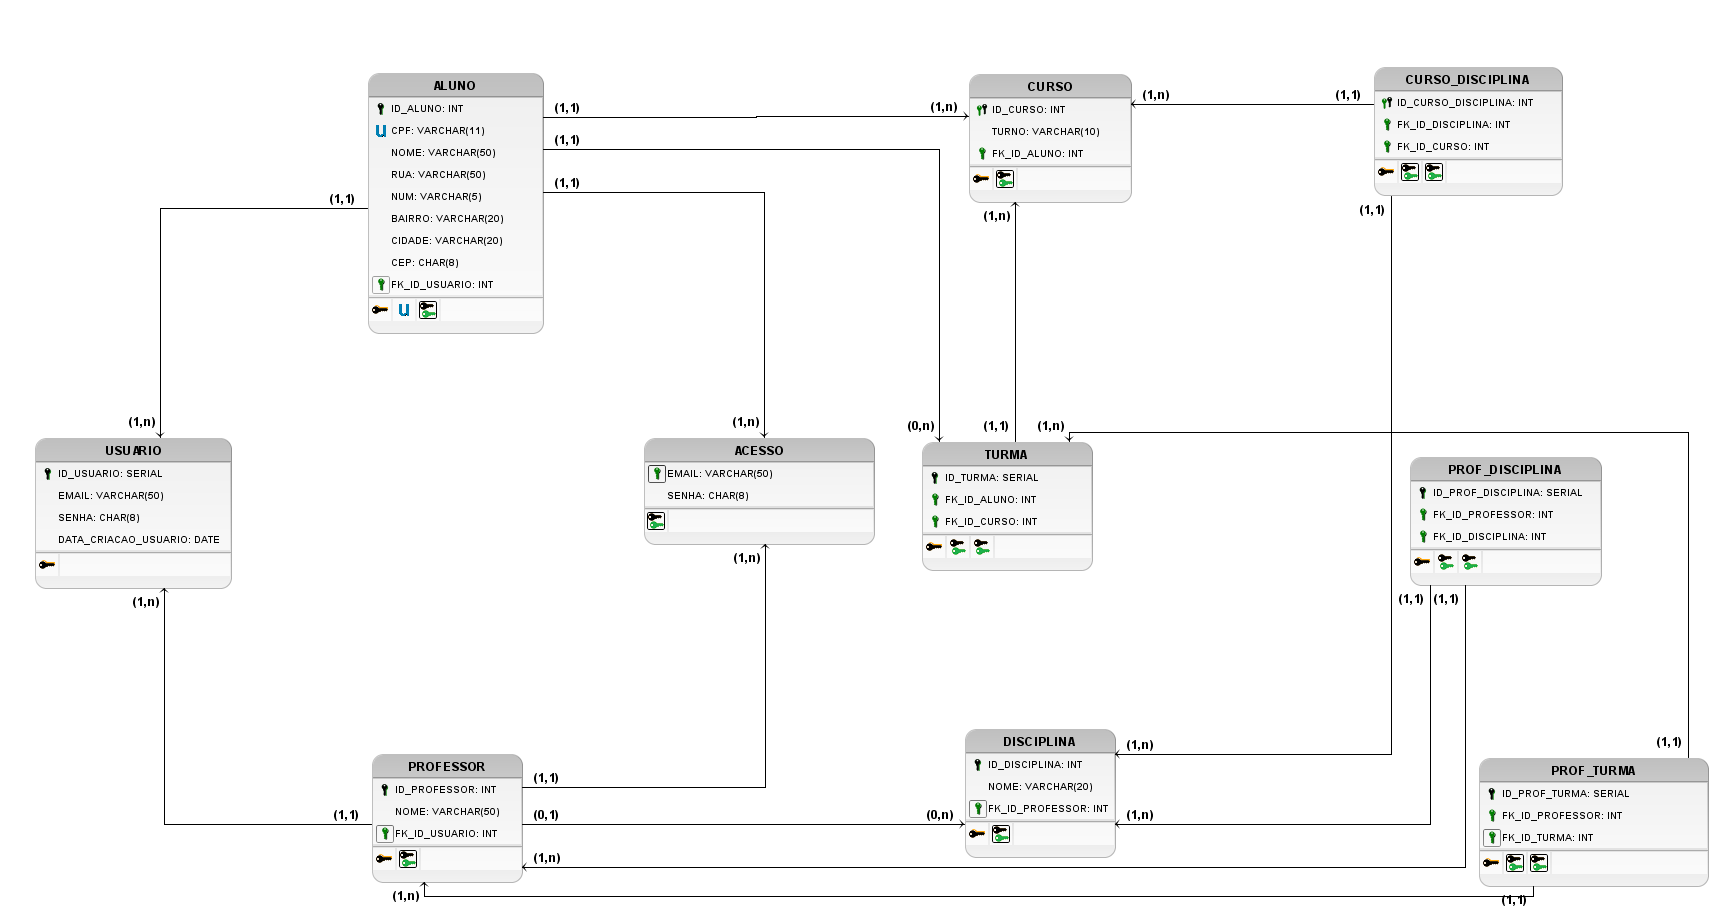 ALUNO
ID_ALUNO: INT
U CPF: VARCHAR(11)
NOME: VARCHAR(50)
RUA: VARCHAR(50)
NUM: VARCHAR(5)
BAIRRO: VARCHAR(20)
CIDADE: VARCHAR(20)
CEP: CHAR(8)
FK_ID_USUARIO: INT
U
(1,1)
(1,n)
(1,1)
(1,1)
(1,1)
CURSO
ID_CURSO: INT
TURNO: VARCHAR(10)
FK_ID_ALUNO: INT
(1,n)
(1,1)
(1,n)
CURSO_DISCIPLINA
ID_CURSO_DISCIPLINA: INT
FK_ID_DISCIPLINA: INT
FK_ID_CURSO: INT
(1,1)
(1,n)
USUARIO
ID_USUARIO: SERIAL
EMAIL: VARCHAR(50)
SENHA: CHAR(8)
DATA_CRIACAO_USUARIO: DATE
(1,n)
(1,n)
ACESSO
EMAIL: VARCHAR(50)
SENHA: CHAR(8)
(1,n)
(0,n)
(1,1)
(1,n)
TURMA
ID_TURMA: SERIAL
FK_ID_ALUNO: INT
FK_ID_CURSO: INT
PROF_DISCIPLINA
ID_PROF_DISCIPLINA: SERIAL
FK_ID_PROFESSOR: INT
FK_ID_DISCIPLINA: INT
(1,1)
(1,1)
PROFESSOR
ID_PROFESSOR: INT
NOME: VARCHAR(50)
FK_ID_USUARIO: INT
(1,1)
(1,1)
(0,1)
(1,n)
(1,n)
(0,n)
DISCIPLINA
ID_DISCIPLINA: INT
NOME: VARCHAR(20)
FK_ID_PROFESSOR: INT
(1,n)
(1,n)
(1,1)
PROF_TURMA
ID_PROF_TURMA: SERIAL
FK_ID_PROFESSOR: INT
FK_ID_TURMA: INT
(1,1)